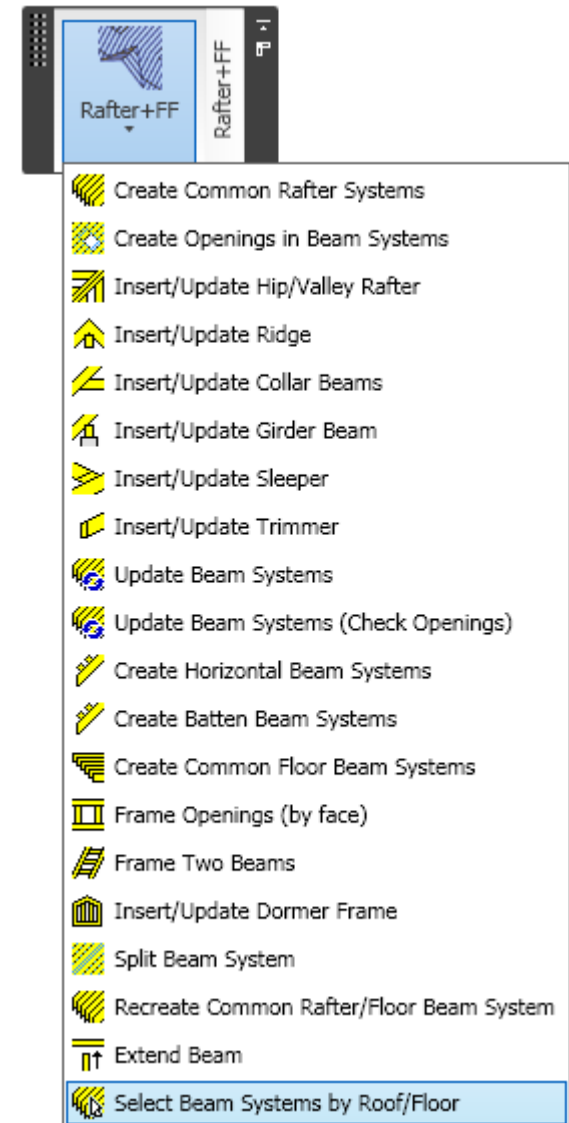 Rafter+FF
Rafter+FF
Create Common Rafter Systems
Create Openings in Beam Systems
Insert/Update Hip/Valley Rafter
Insert/Update Ridge
Insert/Update Collar Beams
Insert/Update Girder Beam
Insert/Update Sleeper
Insert/Update Trimmer
Update Beam Systems
Update Beam Systems (Check Openings)
Create Horizontal Beam Systems
Create Batten Beam Systems
Create Common Floor Beam Systems
Frame Openings (by face)
Frame Two Beams
Insert/Update Dormer Frame
Split Beam System
Recreate Common Rafter/Floor Beam System
Extend Beam
Select Beam Systems by Roof/Floor